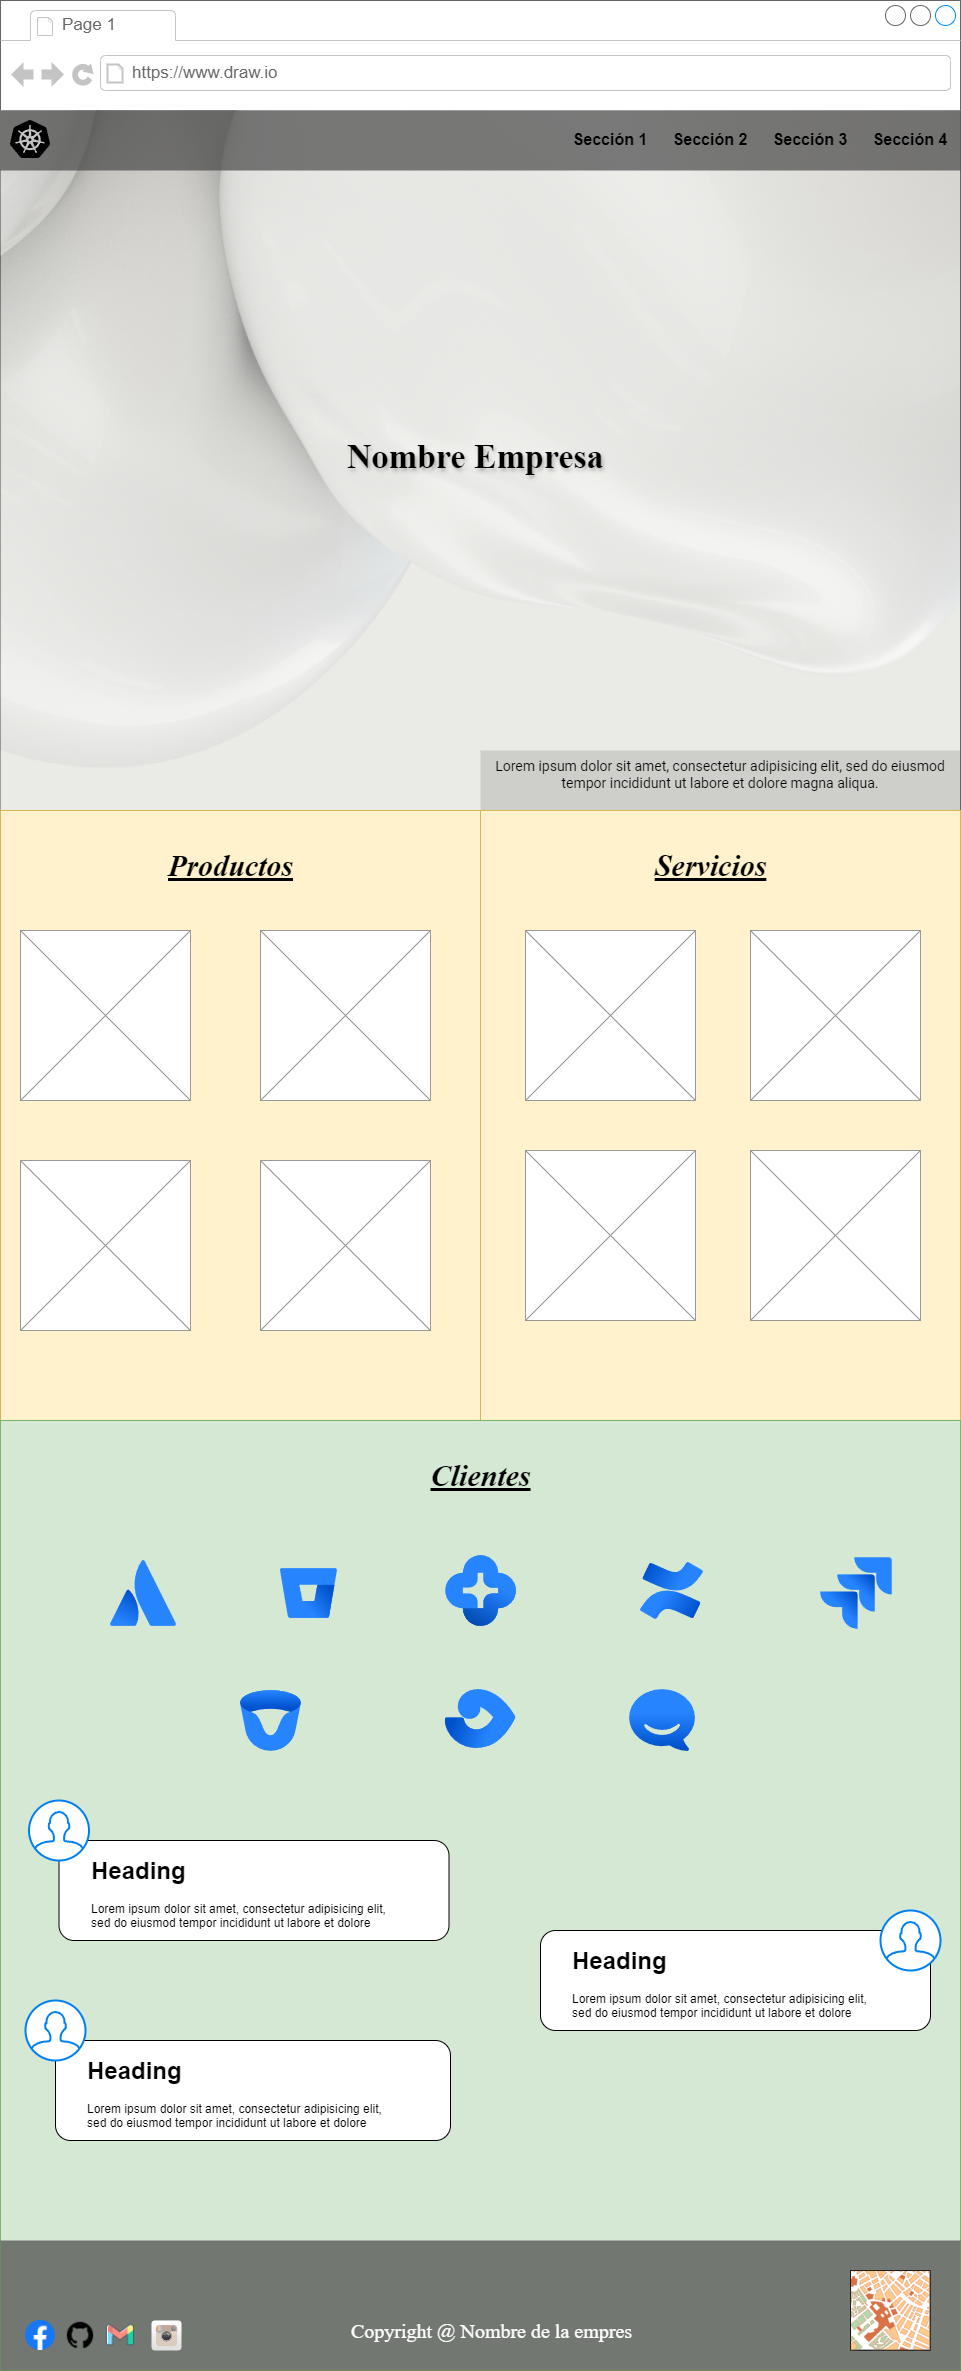 Page 1
https://www.draw.io
Sección 1 Sección 2 Sección 3 Sección 4
Nombre Empresa
Lorem ipsum dolor sit amet, consectetur adipisicing elit, sed do eiusmod
tempor incididunt ut labore et dolore magna aliqua.
Productos
Servicios
Clientes
Heading
Lorem ipsum dolor sit amet, consectetur adipisicing elit,
sed do eiusmod tempor incididunt ut labore et dolore
Heading
Lorem ipsum dolor sit amet, consectetur adipisicing elit,
sed do eiusmod tempor incididunt ut labore et dolore
Heading
Lorem ipsum dolor sit amet, consectetur adipisicing elit,
sed do eiusmod tempor incididunt ut labore et dolore
Copyright @ Nombre de la empres